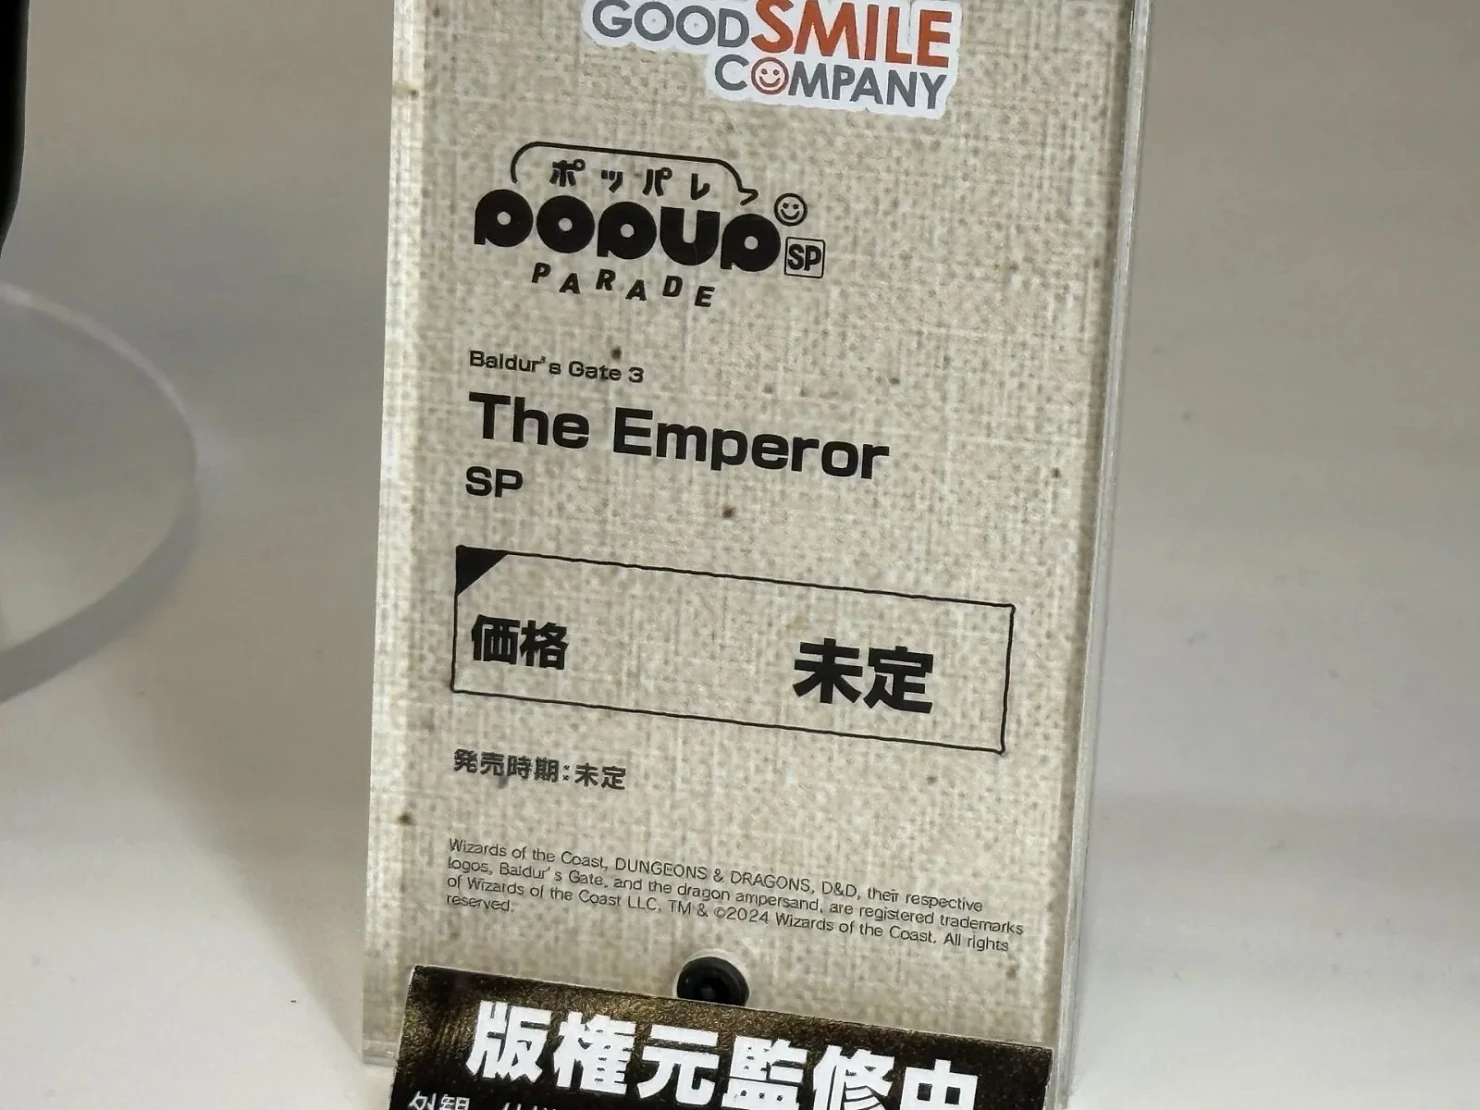 GOODSMILE
COMPANY
ポッパレ
POPUP SP
PARADE
Baldur's Gate 3
The Emperor
SP
価格 未定
発売時期:未定
Wizards of the Coast, DUNGEONS & DRAGONS, D&D, their respective
logos, Baldur's Gate, and the dragon ampersand, are registered trademarks
of Wizards of the Coast LLC, TM & ©2024 Wizards of the Coast. All rights
reserved.
版権元監修中
外観